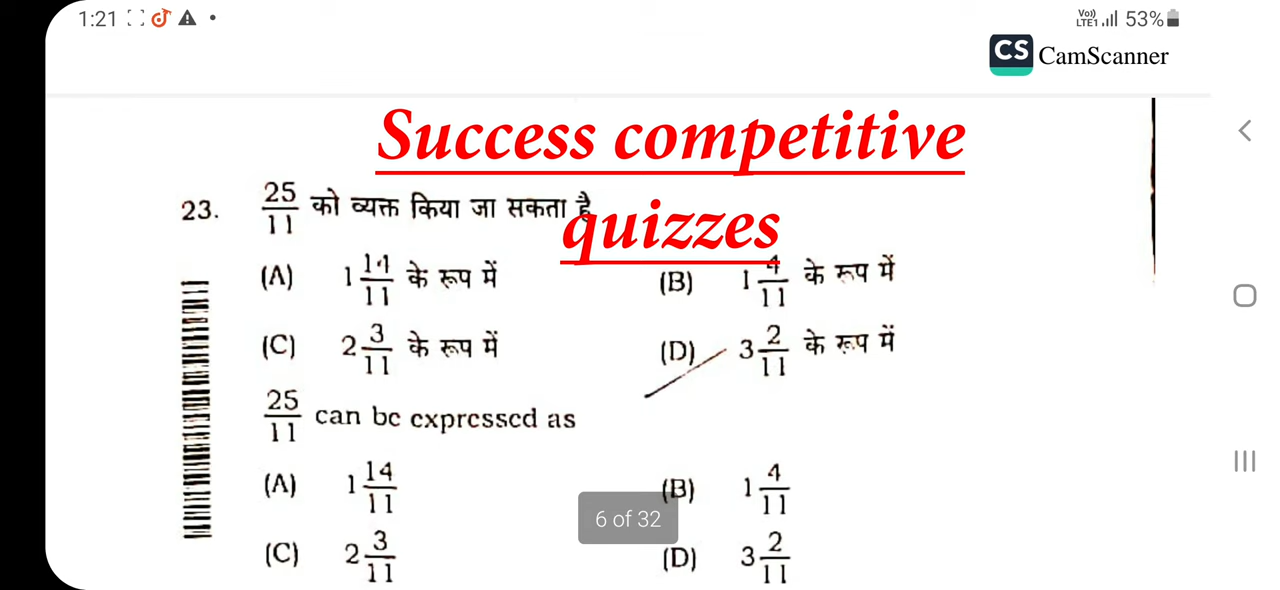 1:21
Vo)) LTE1 53%
CS CamScanner
Success competitive
quizzes
23. 25/11 को व्यक्त किया जा सकता है
(A) 1 14/11 के रूप में (B) 1 4/11 के रूप में
(C) 2 3/11 के रूप में (D) 3 2/11 के रूप में
25/11 can be expressed as
(A) 1 14/11 (B) 1 4/11
6 of 32
(C) 2 3/11 (D) 3 2/11